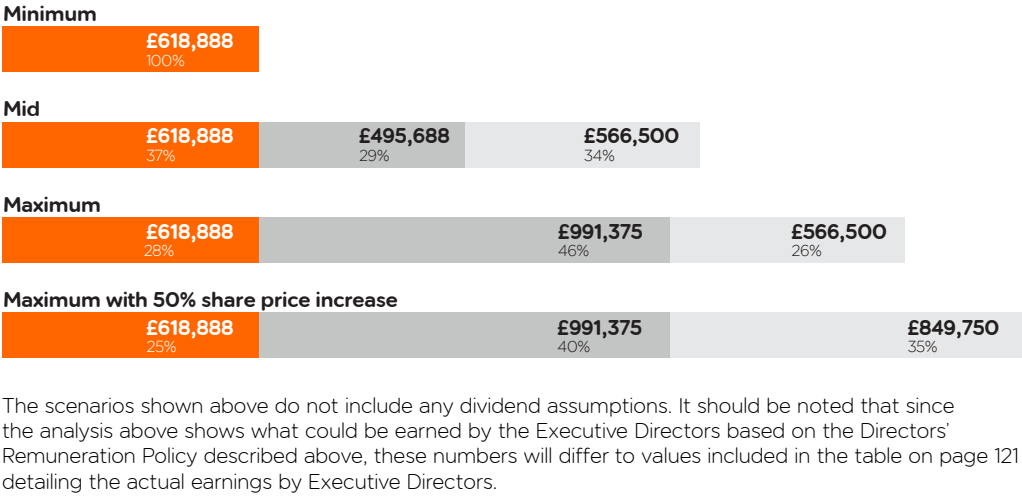 Minimum
£618,888
100%
Mid
£618,888 £495,688 £566,500
37% 29% 34%
Maximum
£618,888 £991,375 £566,500
28% 46% 26%
Maximum with 50% share price increase
£618,888 £991,375 £849,750
25% 40% 35%
The scenarios shown above do not include any dividend assumptions. It should be noted that since
the analysis above shows what could be earned by the Executive Directors based on the Directors’
Remuneration Policy described above, these numbers will differ to values included in the table on page 121
detailing the actual earnings by Executive Directors.